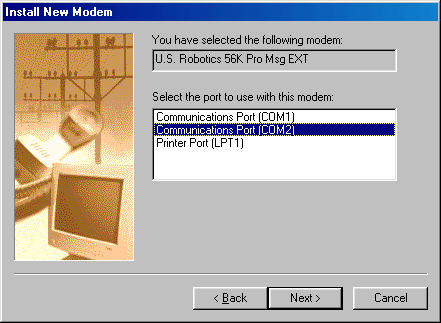 Install New Modem
You have selected the following modem:
U.S. Robotics 56K Pro Msg EXT
Select the port to use with this modem:
Communications Port (COM1)
Communications Port (COM2)
Printer Port (LPT1)
< Back
Next >
Cancel